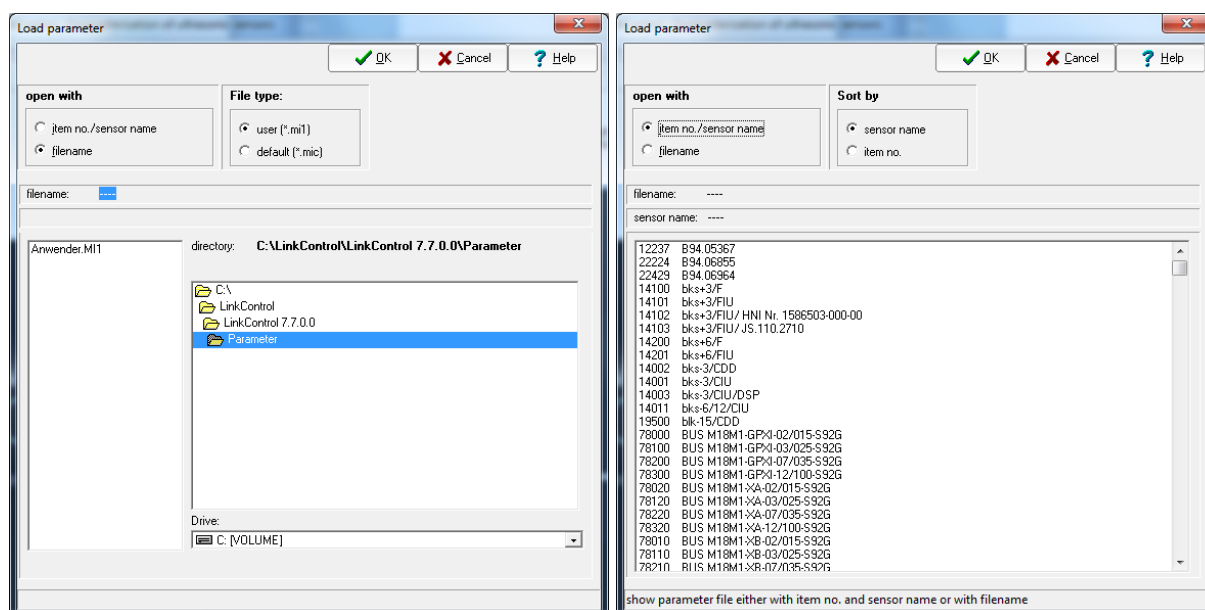 Load parameter
OK
Cancel
? Help
open with
item no./sensor name
filename
File type:
user (*.mi1)
default (*.mic)
filename: ----
Anwender.MI1
directory: C:\LinkControl\LinkControl 7.7.0.0\Parameter
C:\
LinkControl
LinkControl 7.7.0.0
Parameter
Drive:
C: [VOLUME]
Load parameter
OK
Cancel
? Help
open with
item no./sensor name
filename
Sort by
sensor name
item no.
filename: ----
sensor name: ----
12237 B94.05367
22224 B94.06855
22429 B94.06964
14100 bks+3/F
14101 bks+3/FIU
14102 bks+3/FIU/ HNI Nr. 1586503-000-00
14103 bks+3/FIU/ JS.110.2710
14200 bks+6/F
14201 bks+6/FIU
14002 bks-3/CDD
14001 bks-3/CIU
14003 bks-3/CIU/DSP
14011 bks-6/12/CIU
19500 blk-15/CDD
78000 BUS M18M1-GPXI-02/015-S92G
78100 BUS M18M1-GPXI-03/025-S92G
78200 BUS M18M1-GPXI-07/035-S92G
78300 BUS M18M1-GPXI-12/100-S92G
78020 BUS M18M1-XA-02/015-S92G
78120 BUS M18M1-XA-03/025-S92G
78220 BUS M18M1-XA-07/035-S92G
78320 BUS M18M1-XA-12/100-S92G
78010 BUS M18M1-XB-02/015-S92G
78110 BUS M18M1-XB-03/025-S92G
78210 BUS M18M1-XB-07/035-S92G
show parameter file either with item no. and sensor name or with filename